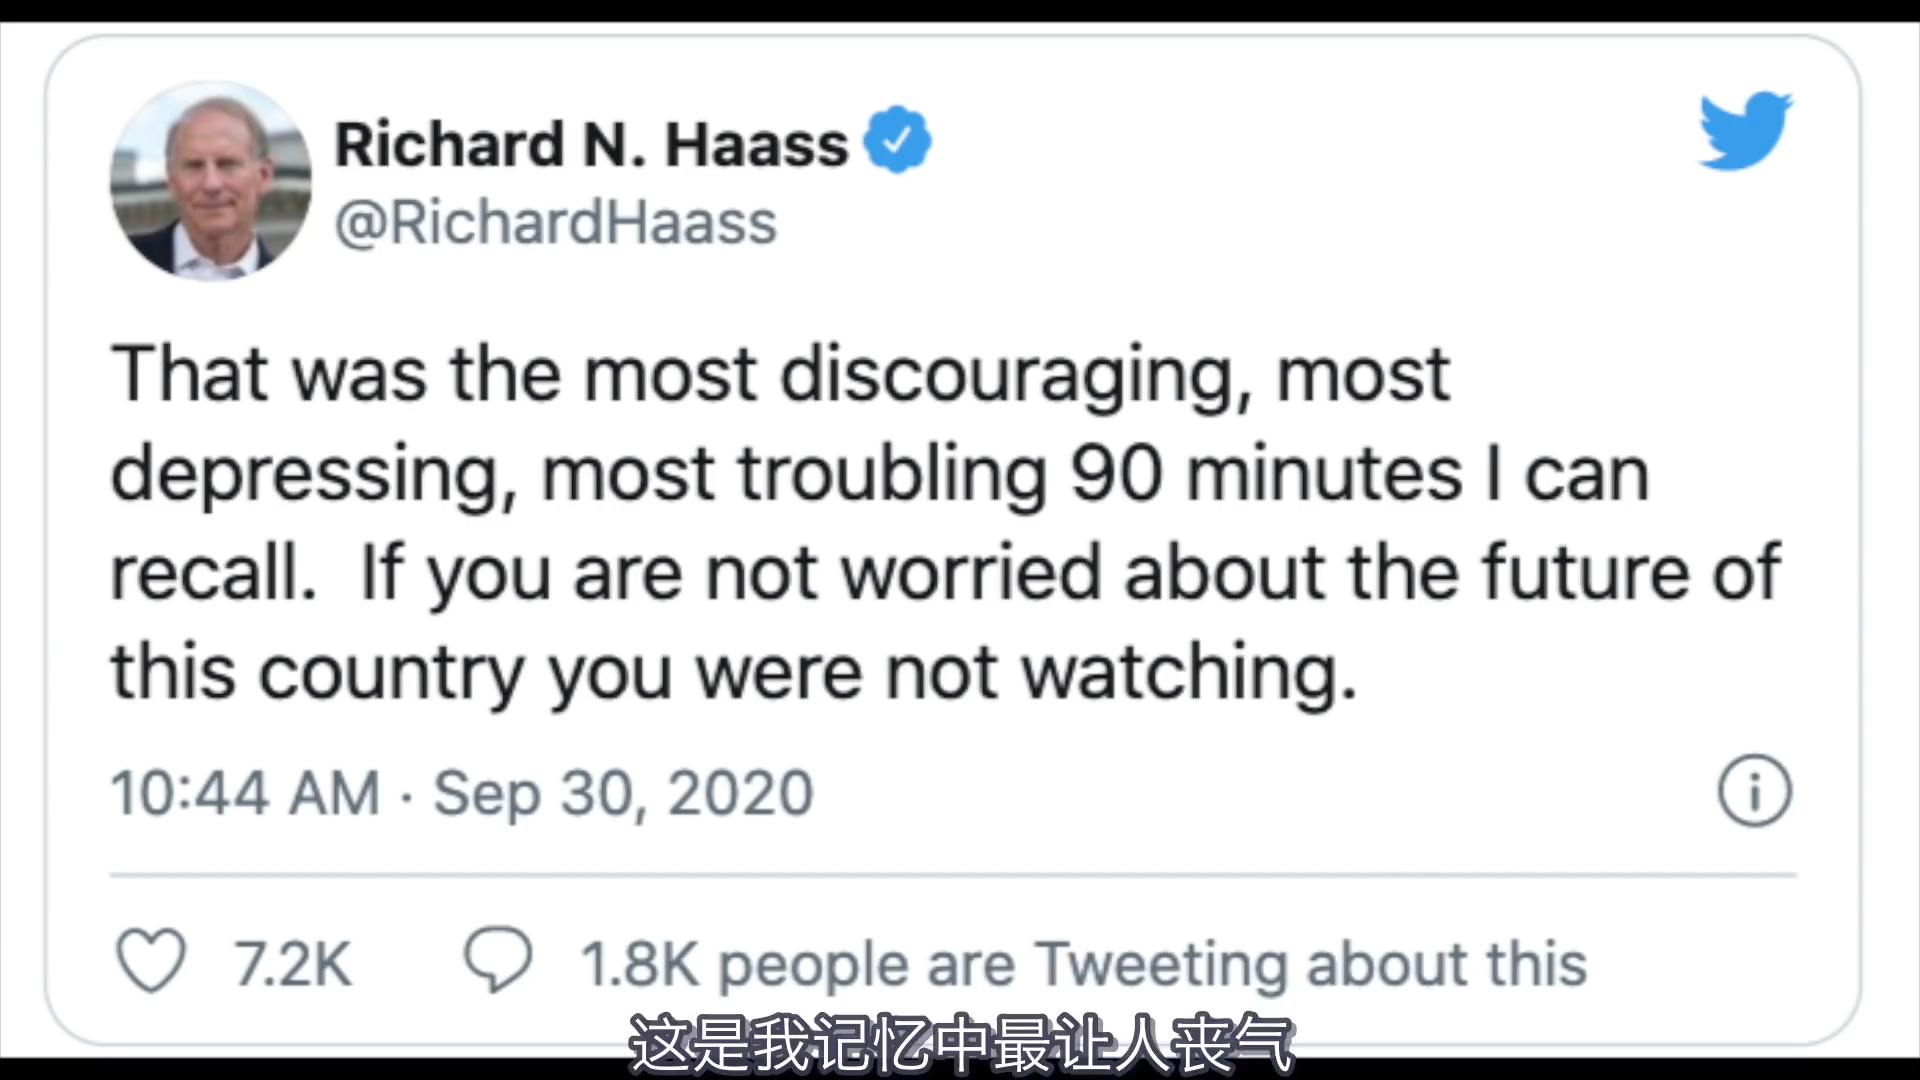 Richard N. Haass
@RichardHaass
That was the most discouraging, most
depressing, most troubling 90 minutes I can
recall.  If you are not worried about the future of
this country you were not watching.
10:44 AM · Sep 30, 2020
7.2K 1.8K people are Tweeting about this
这是我记忆中最让人丧气